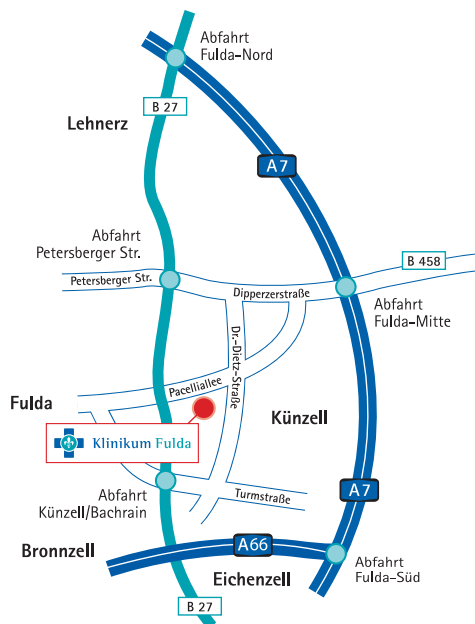 Abfahrt
Fulda-Nord
B 27
Lehnerz
A7
Abfahrt
Petersberger Str.
B 458
Petersberger Str.
Dipperzerstraße
Abfahrt
Fulda-Mitte
Dr.-Dietz-Straße
Pacelliallee
Fulda
Künzell
Klinikum Fulda
Abfahrt
Künzell/Bachrain
Turmstraße
A7
Bronnzell
A66
Abfahrt
Fulda-Süd
Eichenzell
B 27